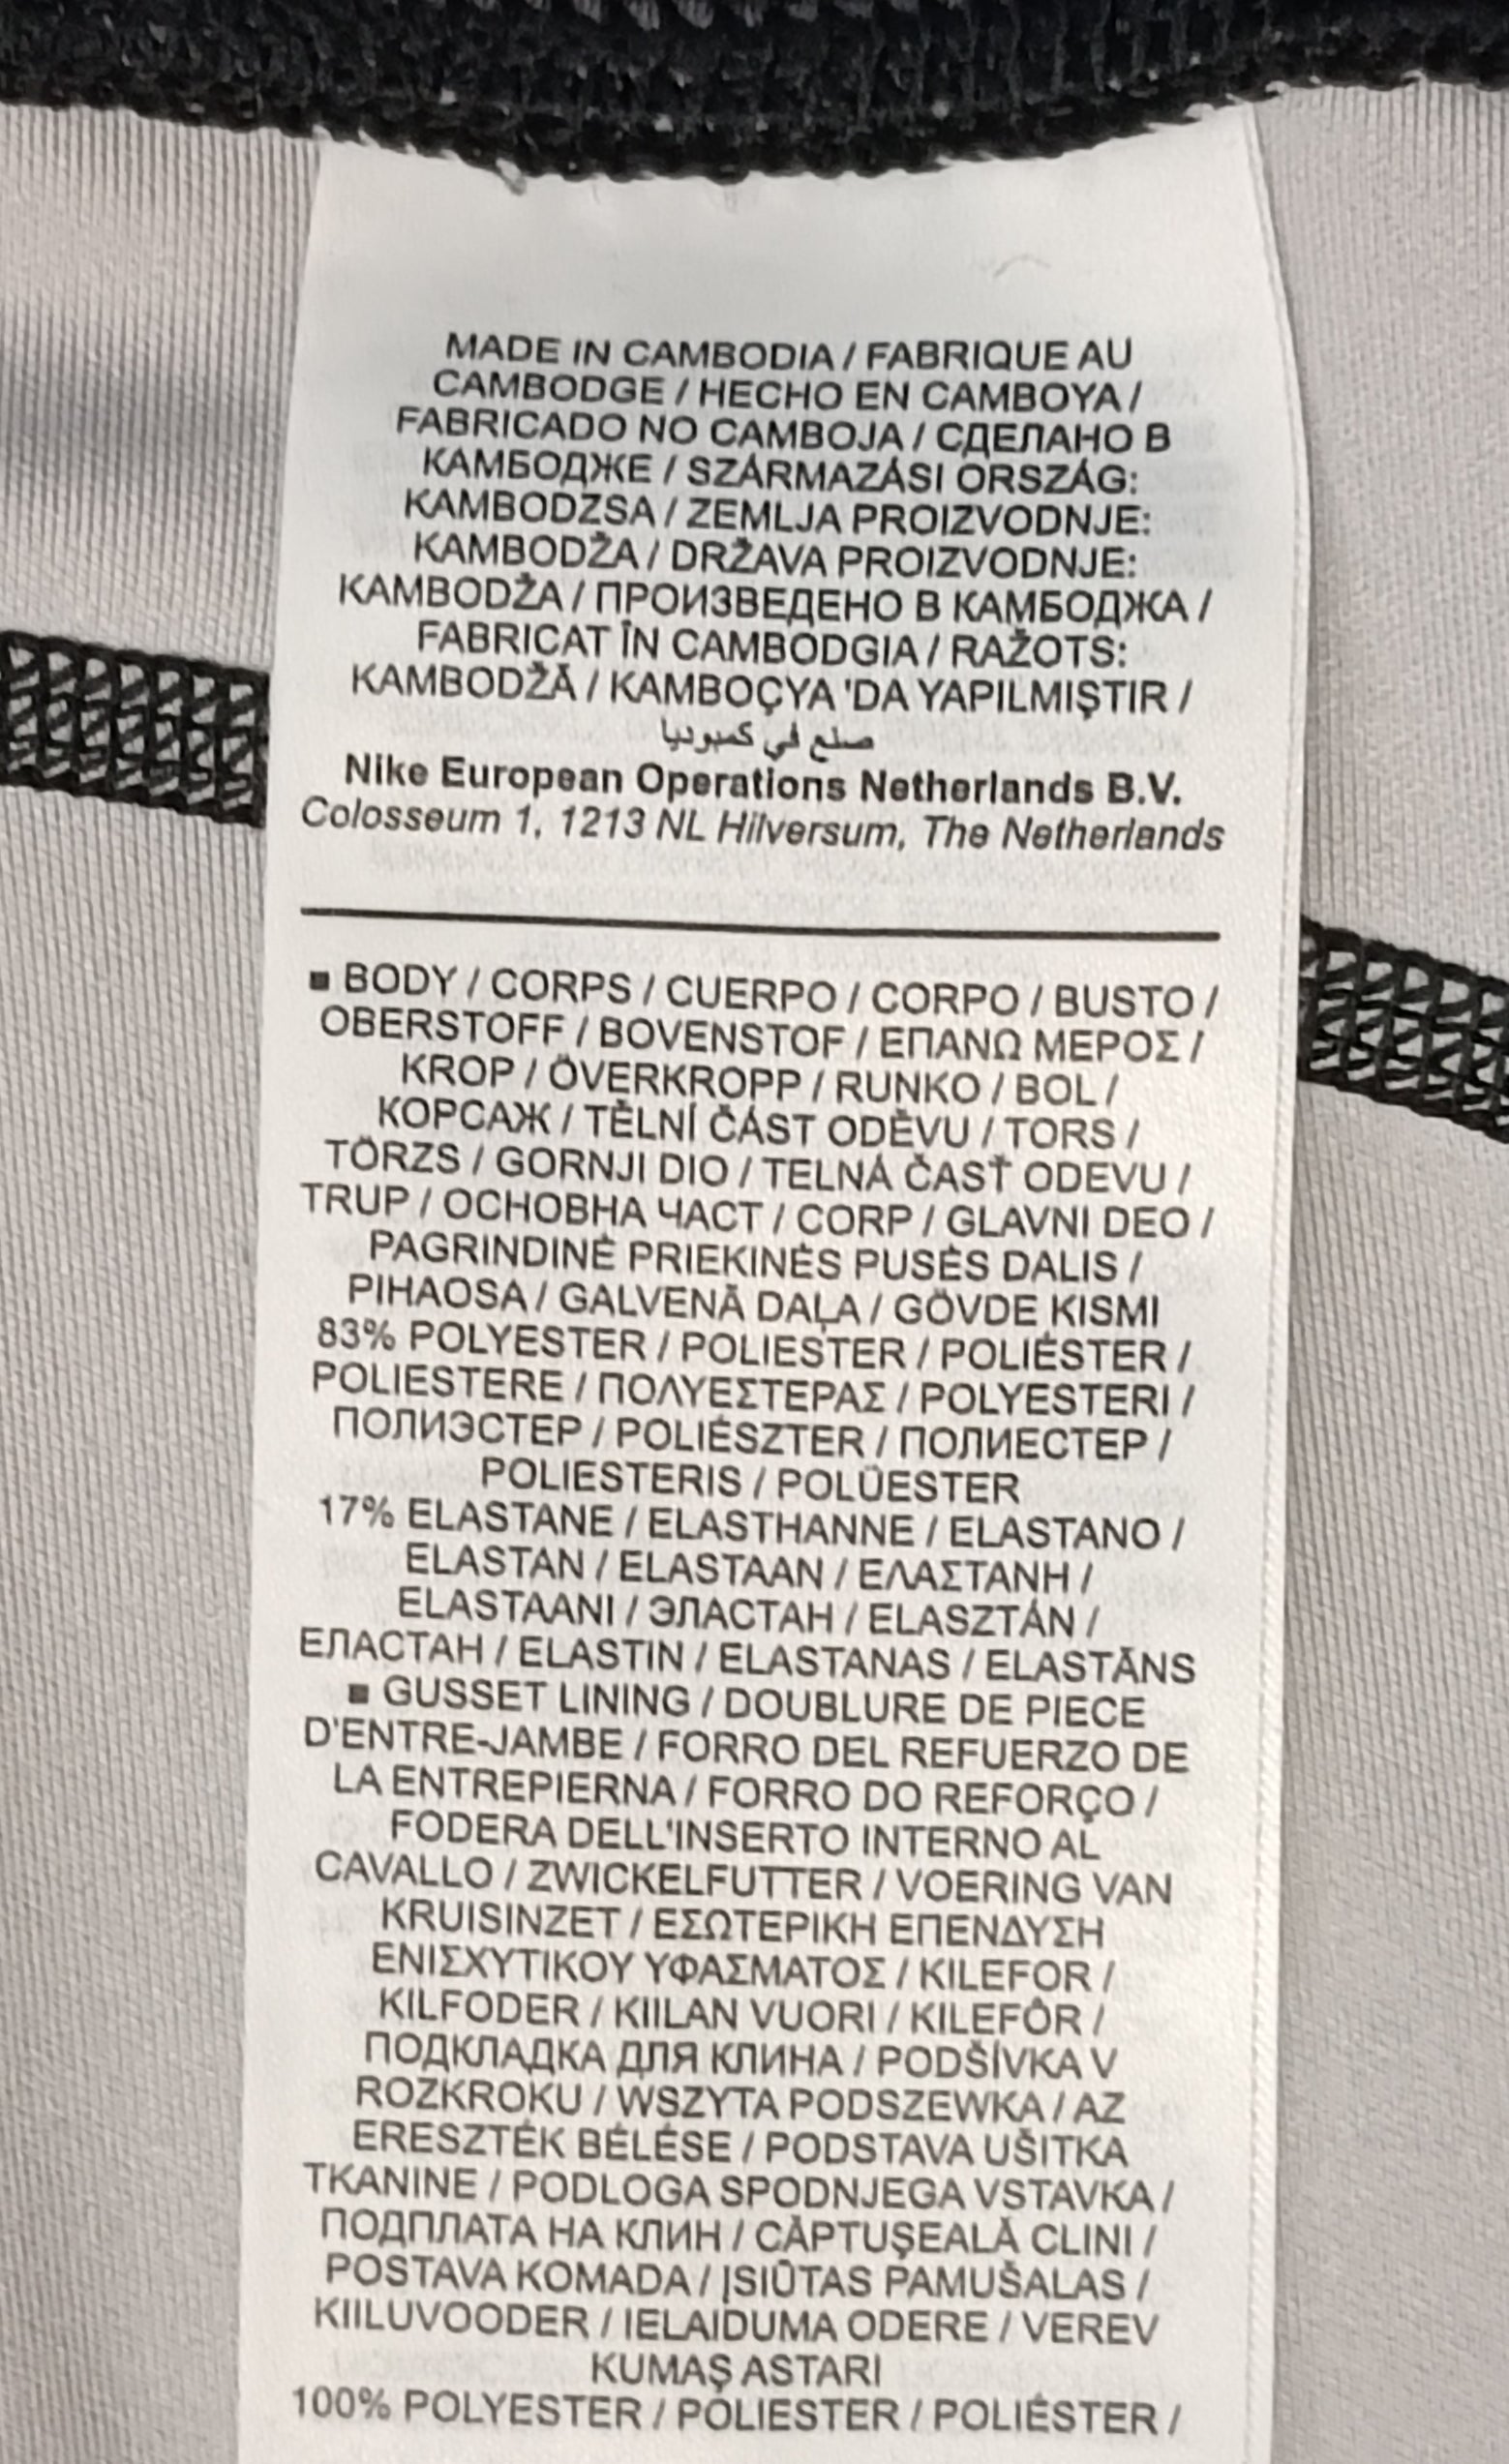 MADE IN CAMBODIA / FABRIQUE AU
CAMBODGE / HECHO EN CAMBOYA /
FABRICADO NO CAMBOJA / СДЕЛАНО В
КАМБОДЖЕ / SZÁRMAZÁSI ORSZÁG:
KAMBODZSA / ZEMLJA PROIZVODNJE:
KAMBODŽA / DRŽAVA PROIZVODNJE:
KAMBODŽA / ПРОИЗВЕДЕНО В КАМБОДЖА /
FABRICAT ÎN CAMBODGIA / RAŽOTS:
KAMBODŽĀ / KAMBOÇYA 'DA YAPILMIŞTIR /
صنع في كمبوديا
Nike European Operations Netherlands B.V.
Colosseum 1, 1213 NL Hilversum, The Netherlands
▪ BODY / CORPS / CUERPO / CORPO / BUSTO /
OBERSTOFF / BOVENSTOF / ΕΠΑΝΩ ΜΕΡΟΣ /
KROP / ÖVERKROPP / RUNKO / BOL /
КОРСАЖ / TĚLNÍ ČÁST ODĚVU / TORS /
TÖRZS / GORNJI DIO / TELNÁ ČASŤ ODEVU /
TRUP / ОСНОВНА ЧАСТ / CORP / GLAVNI DEO /
PAGRINDINĖ PRIEKINĖS PUSĖS DALIS /
PIHAOSA / GALVENĀ DAĻA / GÖVDE KISMI
83% POLYESTER / POLIESTER / POLIÉSTER /
POLIESTERE / ΠΟΛΥΕΣΤΕΡΑΣ / POLYESTERI /
ПОЛИЭСТЕР / POLIÉSZTER / ПОЛИЕСТЕР /
POLIESTERIS / POLÜESTER
17% ELASTANE / ELASTHANNE / ELASTANO /
ELASTAN / ELASTAAN / ΕΛΑΣΤΑΝΗ /
ELASTAANI / ЭЛАСТАН / ELASZTÁN /
ЕЛАСТАН / ELASTIN / ELASTANAS / ELASTĀNS
▪ GUSSET LINING / DOUBLURE DE PIECE
D'ENTRE-JAMBE / FORRO DEL REFUERZO DE
LA ENTREPIERNA / FORRO DO REFORÇO /
FODERA DELL'INSERTO INTERNO AL
CAVALLO / ZWICKELFUTTER / VOERING VAN
KRUISINZET / ΕΣΩΤΕΡΙΚΗ ΕΠΕΝΔΥΣΗ
ΕΝΙΣΧΥΤΙΚΟΥ ΥΦΑΣΜΑΤΟΣ / KILEFOR /
KILFODER / KIILAN VUORI / KILEFÔR /
ПОДКЛАДКА ДЛЯ КЛИНА / PODŠÍVKA V
ROZKROKU / WSZYTA PODSZEWKA / AZ
ERESZTÉK BÉLÉSE / PODSTAVA UŠITKA
TKANINE / PODLOGA SPODNJEGA VSTAVKA /
ПОДПЛАТА НА КЛИН / CĂPTUŞEALĂ CLINI /
POSTAVA KOMADA / ĮSIŪTAS PAMUŠALAS /
KIILUVOODER / IELAIDUMA ODERE / VEREV
KUMAŞ ASTARI
100% POLYESTER / POLIESTER / POLIÉSTER /